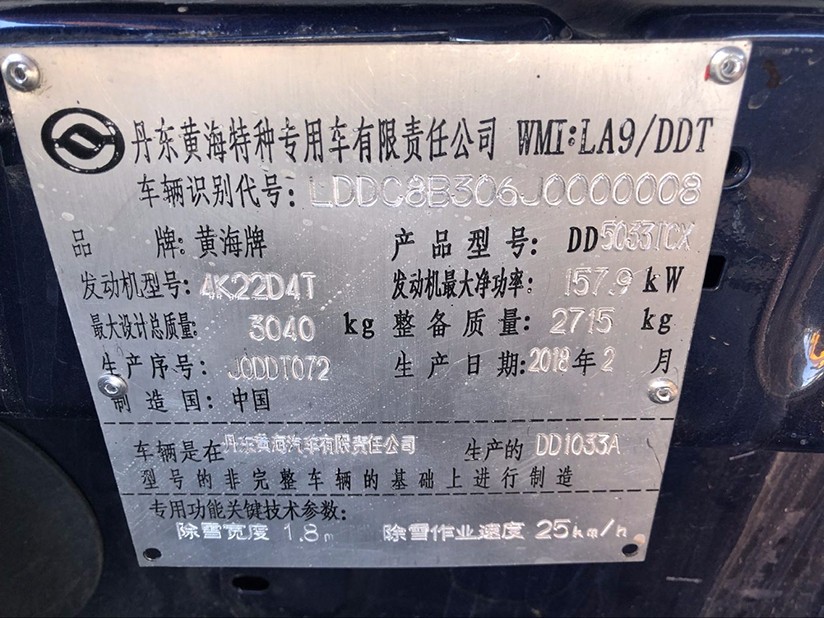 丹东黄海特种专用车有限责任公司 WMI:LA9/DDT
车辆识别代号: LDDC8B306J0000008
品牌: 黄海牌 产品型号: DD5033TCX
发动机型号: 4K22D4T 发动机最大净功率: 157.9 kW
最大设计总质量: 3040 kg 整备质量: 2715 kg
生产序号: J0DDT072 生产日期: 2018年2月
制造国: 中国
车辆是在 丹东黄海汽车有限责任公司 生产的 DD1033A
型号的非完整车辆的基础上进行制造
专用功能关键技术参数:
除雪宽度 1.8m 除雪作业速度 25km/h